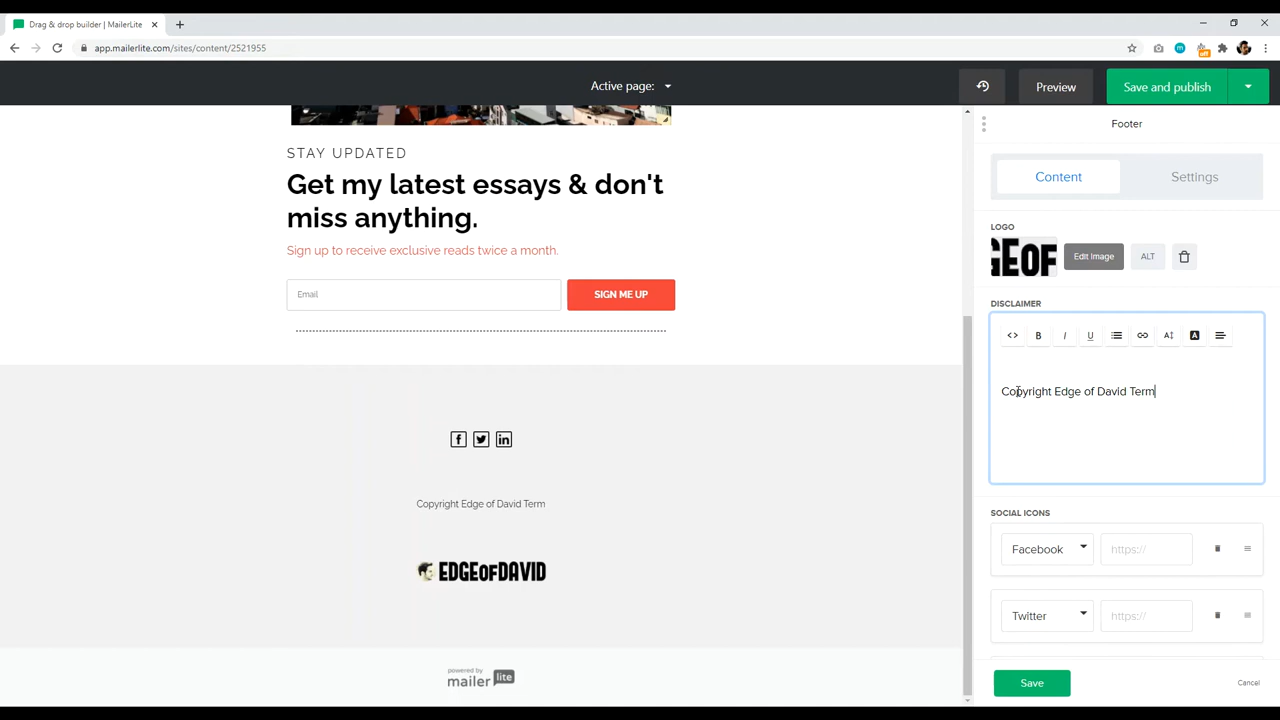 Drag & drop builder | MailerLite
app.mailerlite.com/sites/content/2521955
off
Active page:
Preview
Save and publish
STAY UPDATED
Get my latest essays & don't
miss anything.
Sign up to receive exclusive reads twice a month.
Email
SIGN ME UP
Copyright Edge of David Term
EDGEOFDAVID
powered by
mailer lite
Footer
Content
Settings
LOGO
GEOF
Edit Image
ALT
DISCLAIMER
Copyright Edge of David Term
SOCIAL ICONS
Facebook
https://
Twitter
https://
Save
Cancel